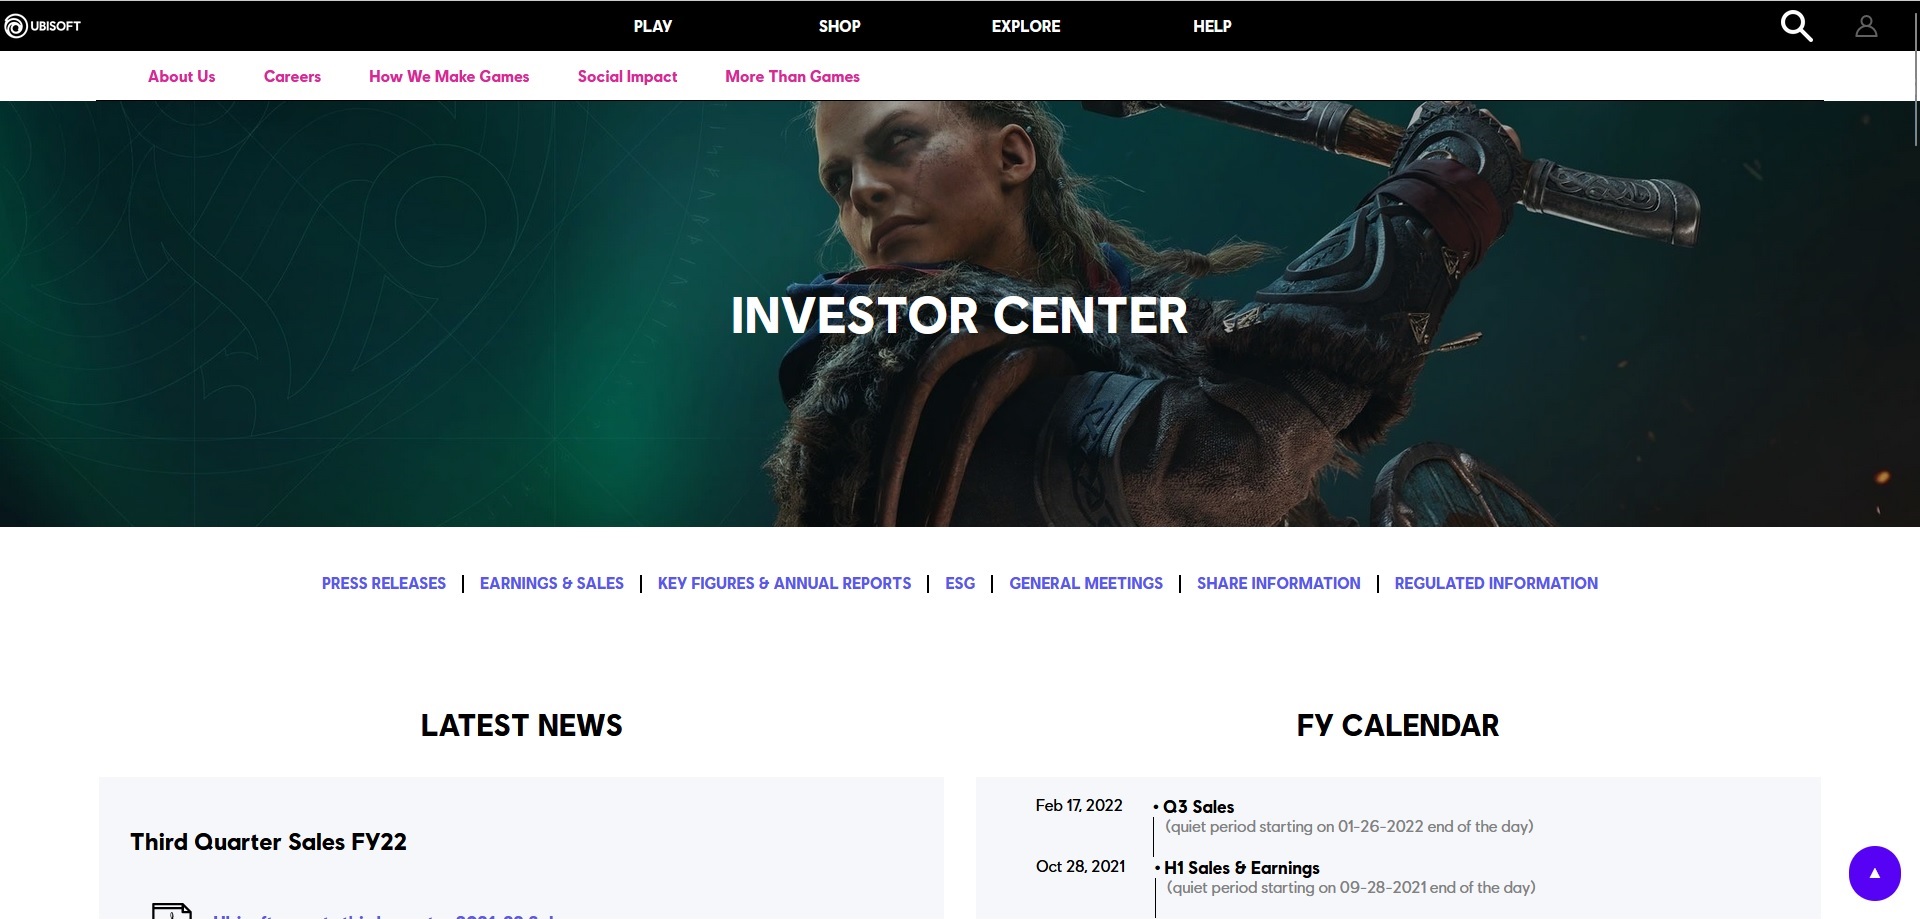 UBISOFT
PLAY SHOP EXPLORE HELP
About Us Careers How We Make Games Social Impact More Than Games
INVESTOR CENTER
PRESS RELEASES | EARNINGS & SALES | KEY FIGURES & ANNUAL REPORTS | ESG | GENERAL MEETINGS | SHARE INFORMATION | REGULATED INFORMATION
LATEST NEWS
Third Quarter Sales FY22
FY CALENDAR
Feb 17, 2022 • Q3 Sales
(quiet period starting on 01-26-2022 end of the day)
Oct 28, 2021 • H1 Sales & Earnings
(quiet period starting on 09-28-2021 end of the day)